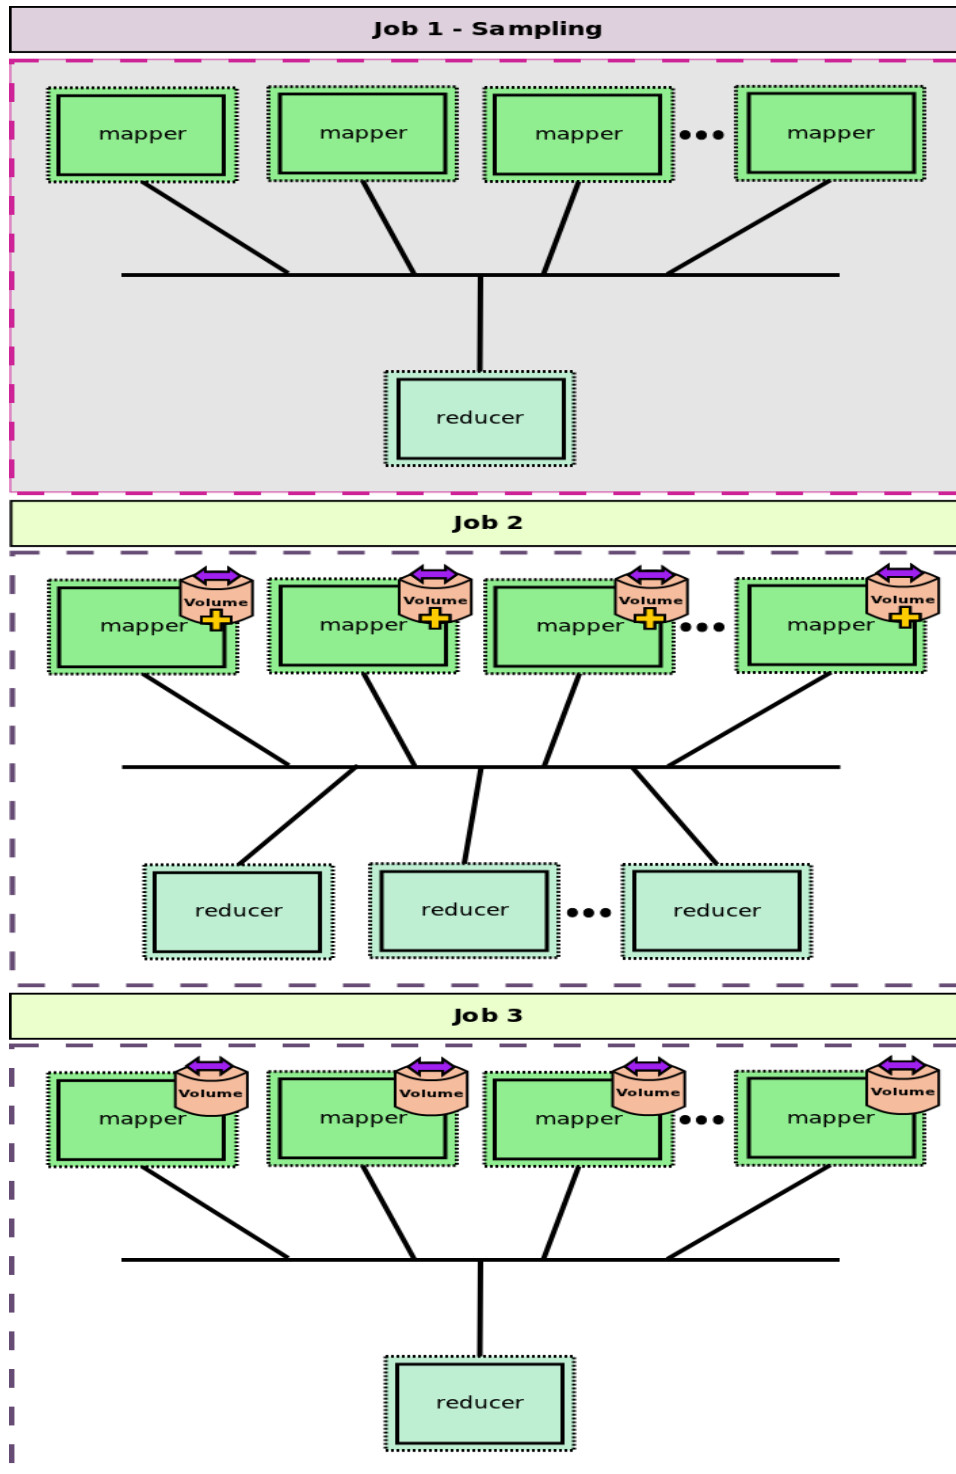 Job 1 - Sampling
mapper mapper mapper ••• mapper
reducer
Job 2
Volume Volume Volume Volume
mapper mapper mapper ••• mapper
reducer reducer ••• reducer
Job 3
Volume Volume Volume Volume
mapper mapper mapper ••• mapper
reducer